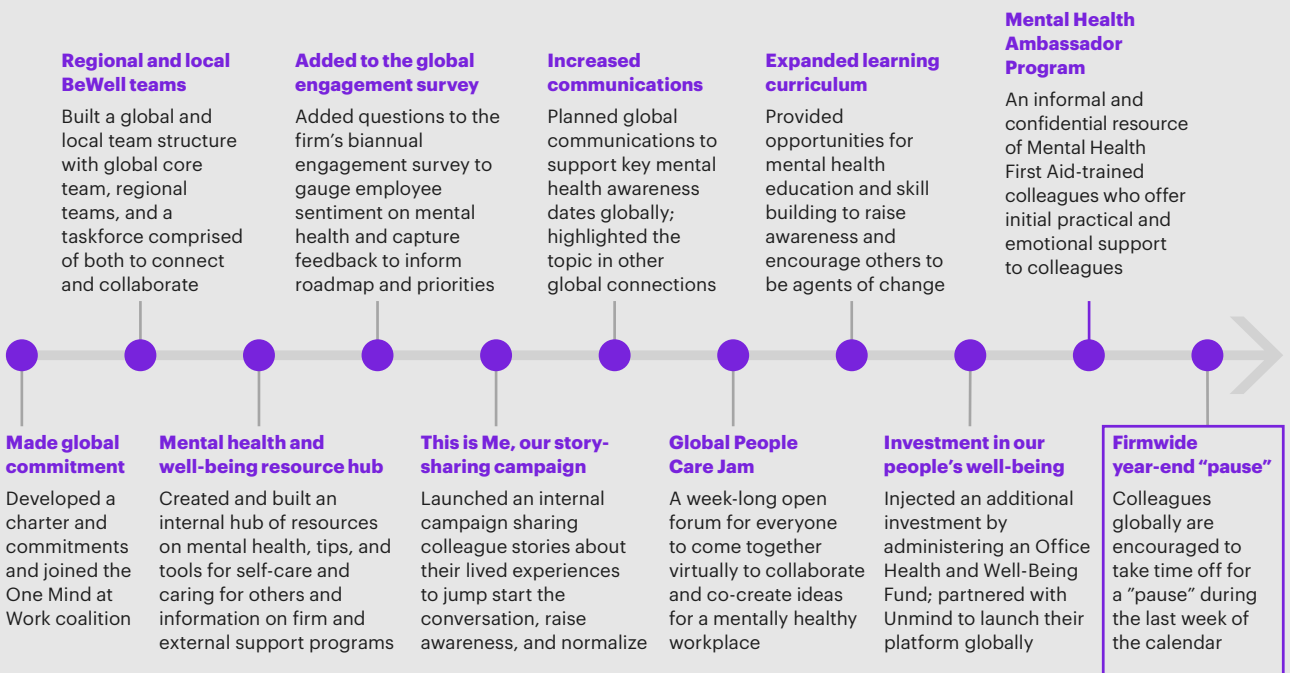 Regional and local
BeWell teams
Built a global and
local team structure
with global core
team, regional
teams, and a
taskforce comprised
of both to connect
and collaborate
Added to the global
engagement survey
Added questions to the
firm's biannual
engagement survey to
gauge employee
sentiment on mental
health and capture
feedback to inform
roadmap and priorities
Increased
communications
Planned global
communications to
support key mental
health awareness
dates globally;
highlighted the
topic in other
global connections
Expanded learning
curriculum
Provided
opportunities for
mental health
education and skill
building to raise
awareness and
encourage others to
be agents of change
Mental Health
Ambassador
Program
An informal and
confidential resource
of Mental Health
First Aid-trained
colleagues who offer
initial practical and
emotional support
to colleagues
Made global
commitment
Developed a
charter and
commitments
and joined the
One Mind at
Work coalition
Mental health and
well-being resource hub
Created and built an
internal hub of resources
on mental health, tips, and
tools for self-care and
caring for others and
information on firm and
external support programs
This is Me, our story-
sharing campaign
Launched an internal
campaign sharing
colleague stories about
their lived experiences
to jump start the
conversation, raise
awareness, and normalize
Global People
Care Jam
A week-long open
forum for everyone
to come together
virtually to collaborate
and co-create ideas
for a mentally healthy
workplace
Investment in our
people's well-being
Injected an additional
investment by
administering an Office
Health and Well-Being
Fund; partnered with
Unmind to launch their
platform globally
Firmwide
year-end "pause"
Colleagues
globally are
encouraged to
take time off for
a "pause" during
the last week of
the calendar